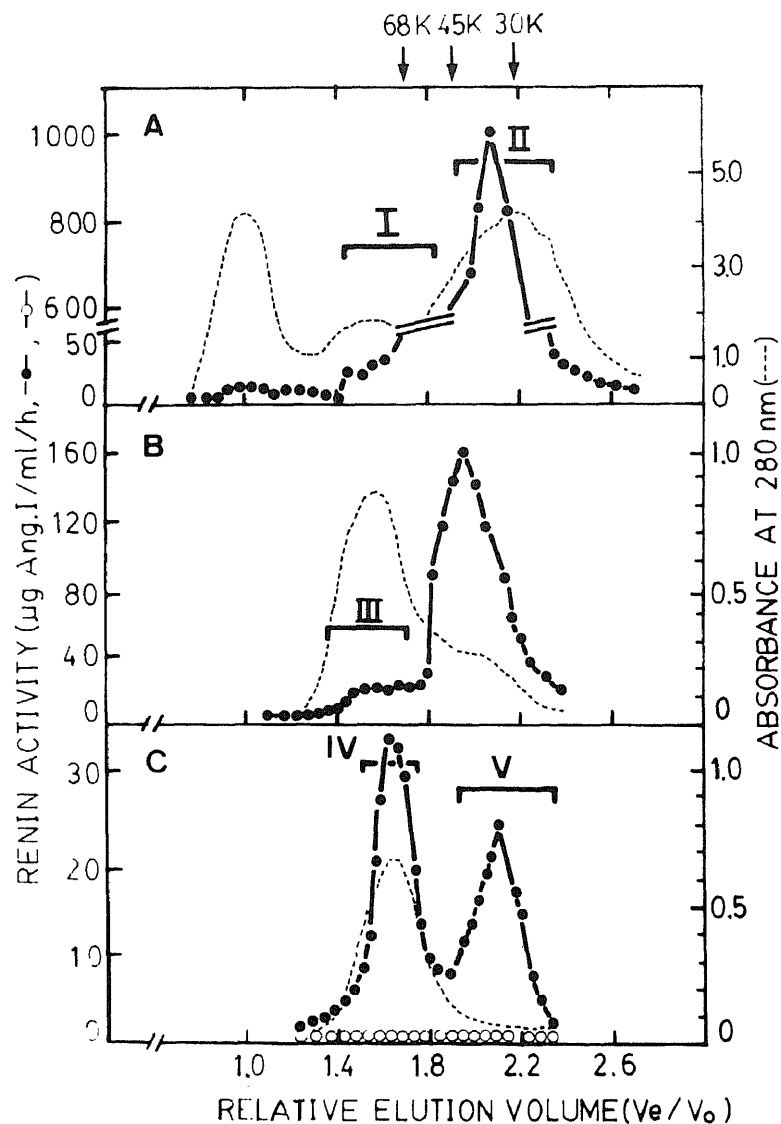 68K 45K 30K
A
I
II
1000
800
600
50
0
5.0
3.0
1.0
0
B
III
160
120
80
40
0
1.0
0.5
0
C
IV
V
30
20
10
0
1.0
0.5
0
1.0 1.4 1.8 2.2 2.6
RELATIVE ELUTION VOLUME(Ve/Vo)
RENIN ACTIVITY(µg Ang.I/ml/h, -●-, -○-)
ABSORBANCE AT 280 nm(----)